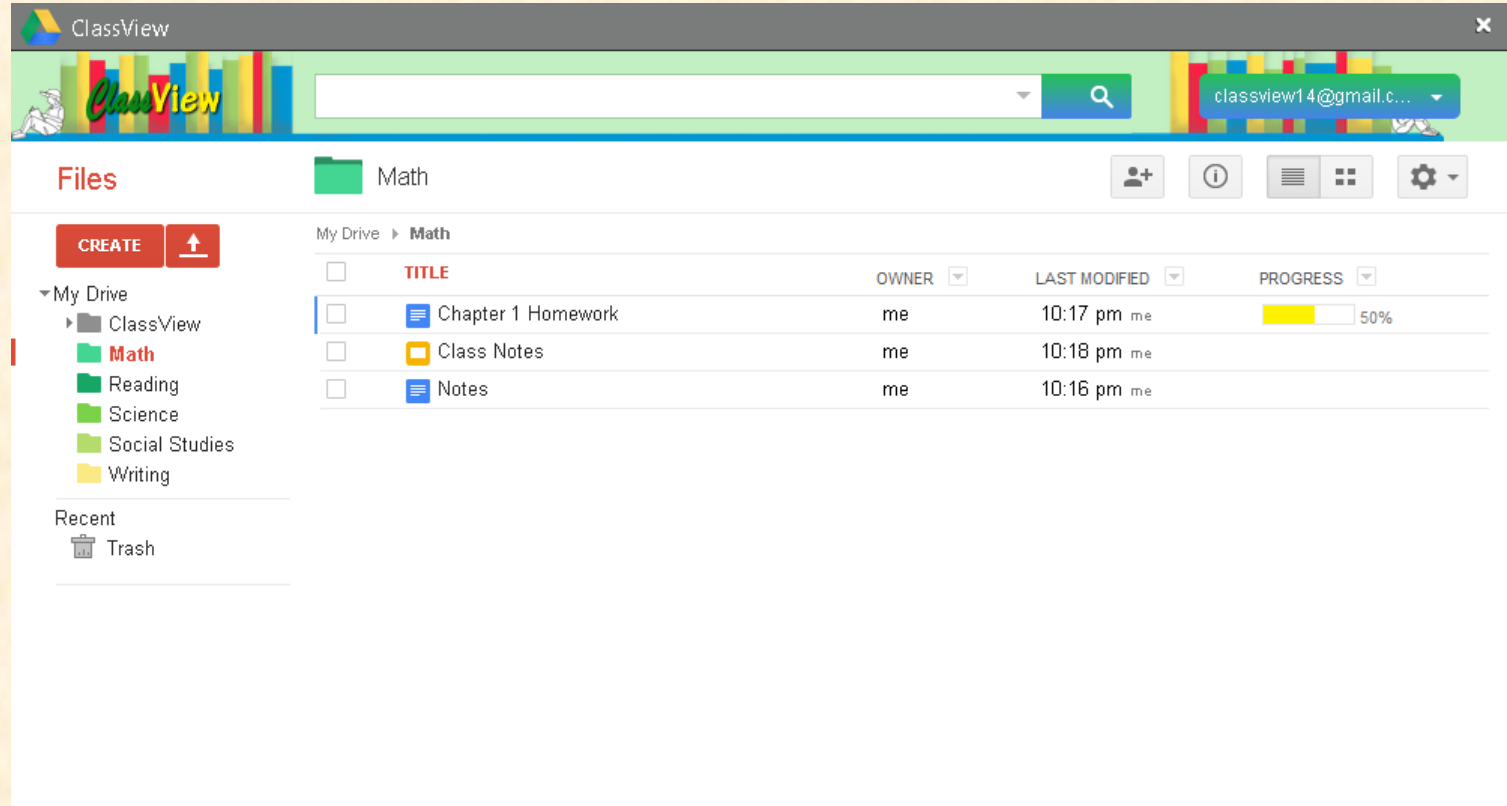 ClassView
ClassView
classview14@gmail.c...
Files
Math
CREATE
My Drive
ClassView
Math
Reading
Science
Social Studies
Writing
Recent
Trash
My Drive Math
TITLE OWNER LAST MODIFIED PROGRESS
Chapter 1 Homework me 10:17 pm me 50%
Class Notes me 10:18 pm me
Notes me 10:16 pm me